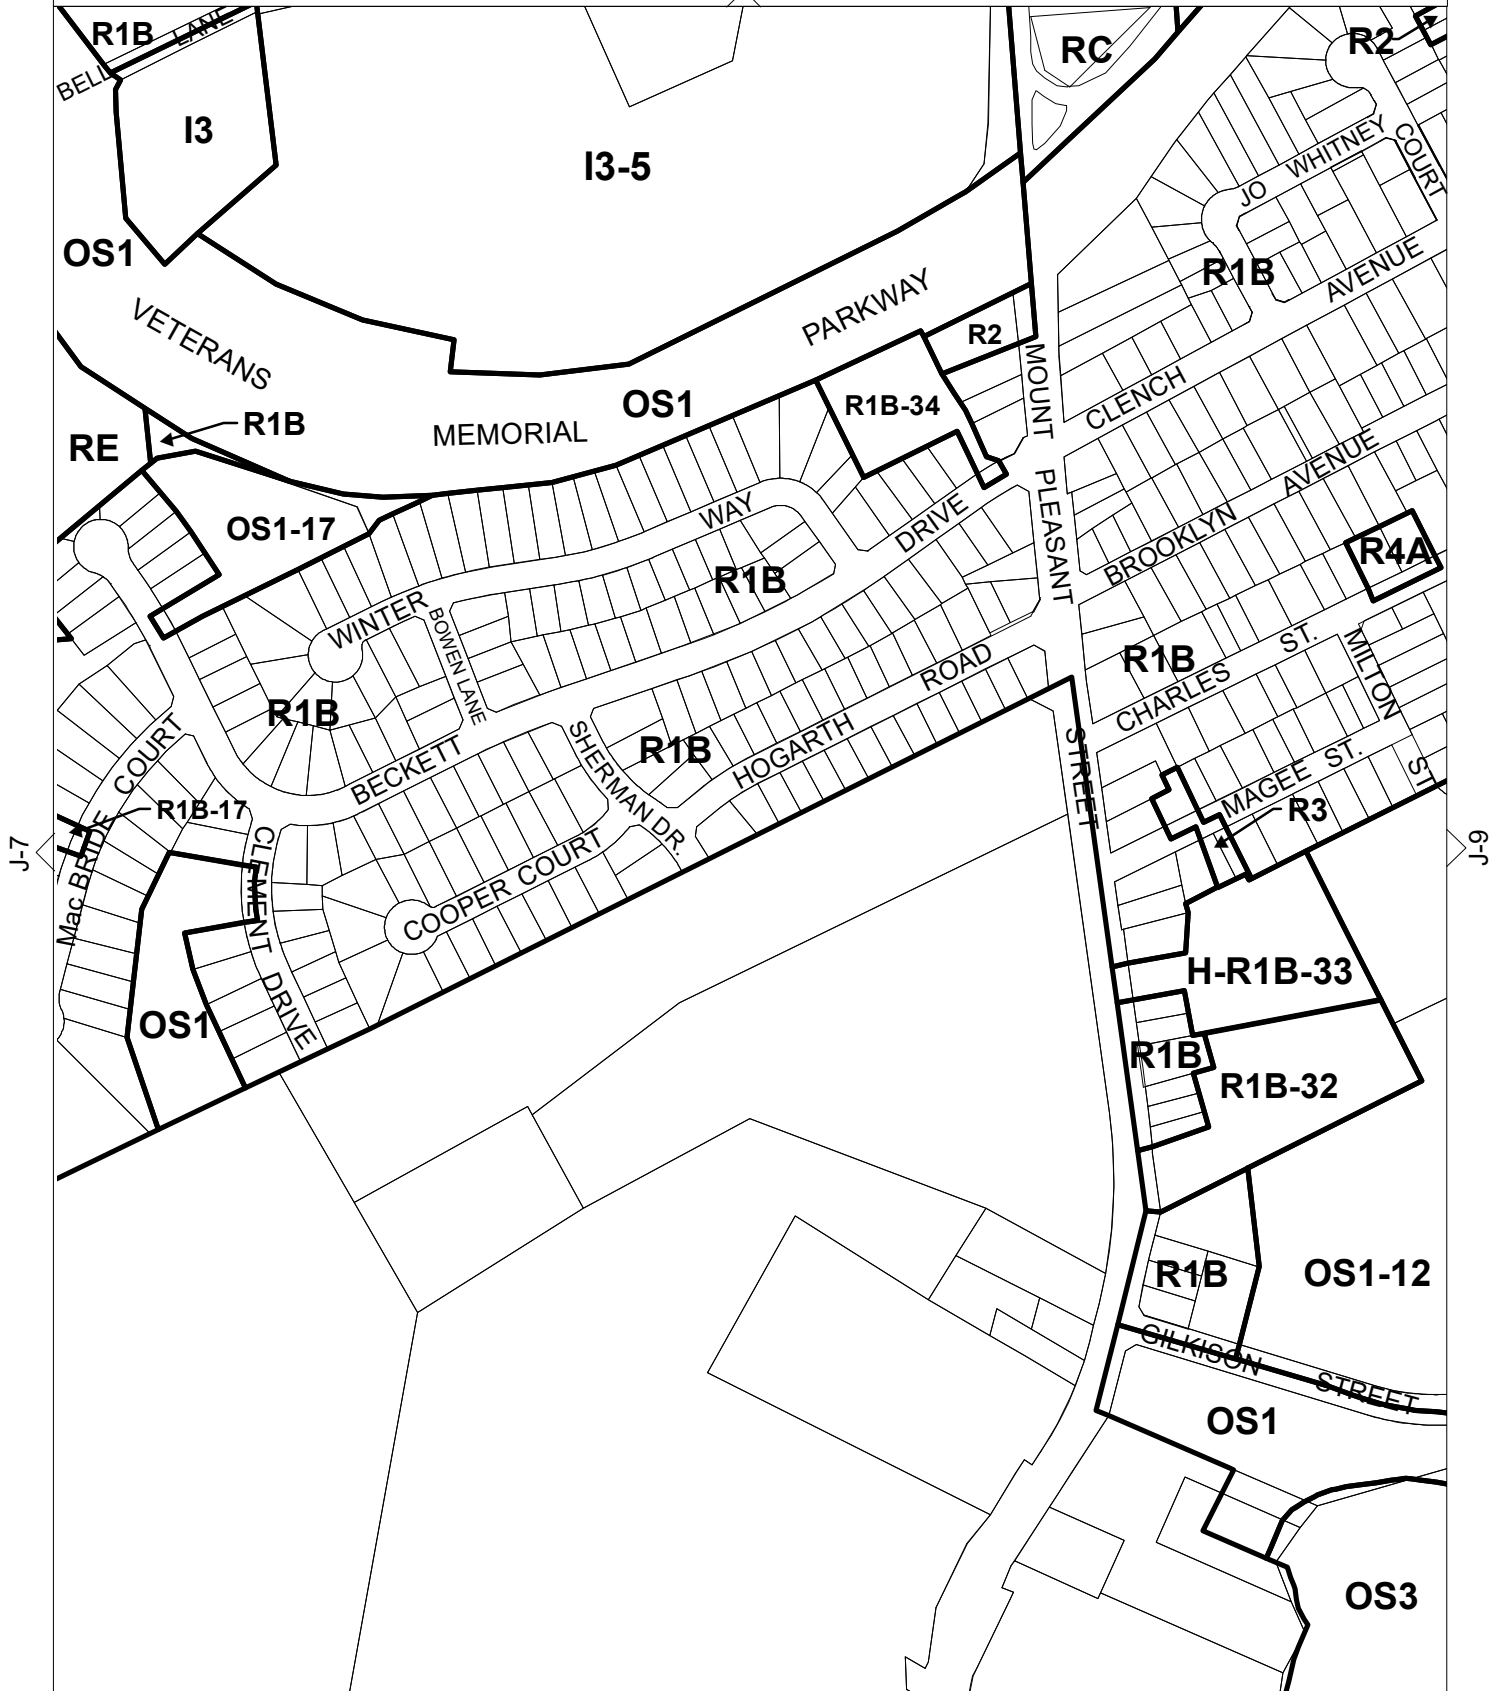 R1B
BELL LANE
I3
I3-5
RC
R2
JO WHITNEY
COURT
OS1
R1B
AVENUE
VETERANS
PARKWAY
R2
MOUNT PLEASANT
CLENCH
R1B
OS1
R1B-34
MEMORIAL
RE
BROOKLYN AVENUE
OS1-17
WAY
DRIVE
R4A
R1B
WINTER
BOWEN LANE
R1B
CHARLES ST.
MILTON
ROAD
R1B
COURT
BECKETT
SHERMAN DR.
R1B
HOGARTH
STREET
MAGEE ST.
ST
R1B-17
R3
J-7
J-9
Mac BRIDE
CLEMENT DRIVE
COOPER COURT
H-R1B-33
OS1
R1B
R1B-32
R1B
OS1-12
GILKISON STREET
OS1
OS3